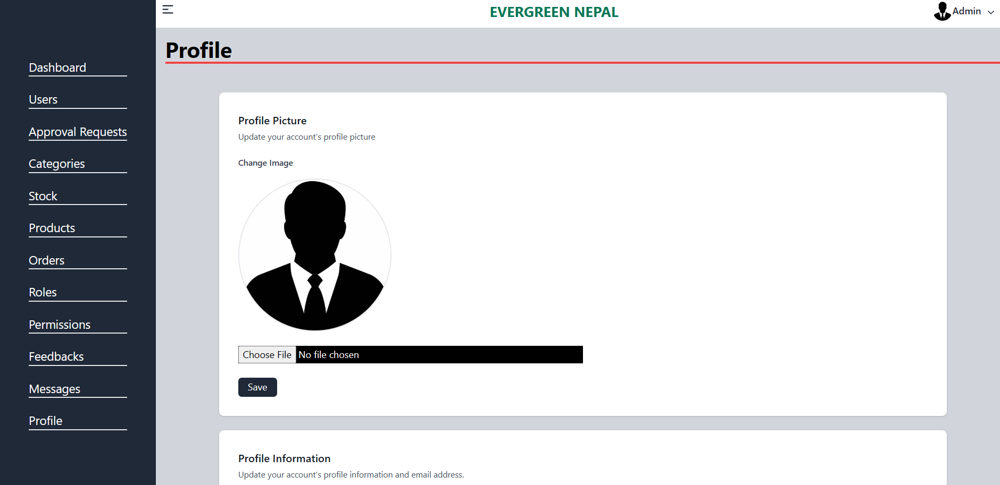 EVERGREEN NEPAL
Admin
Dashboard
Users
Approval Requests
Categories
Stock
Products
Orders
Roles
Permissions
Feedbacks
Messages
Profile
Profile
Profile Picture
Update your account's profile picture
Change Image
Choose File No file chosen
Save
Profile Information
Update your account's profile information and email address.